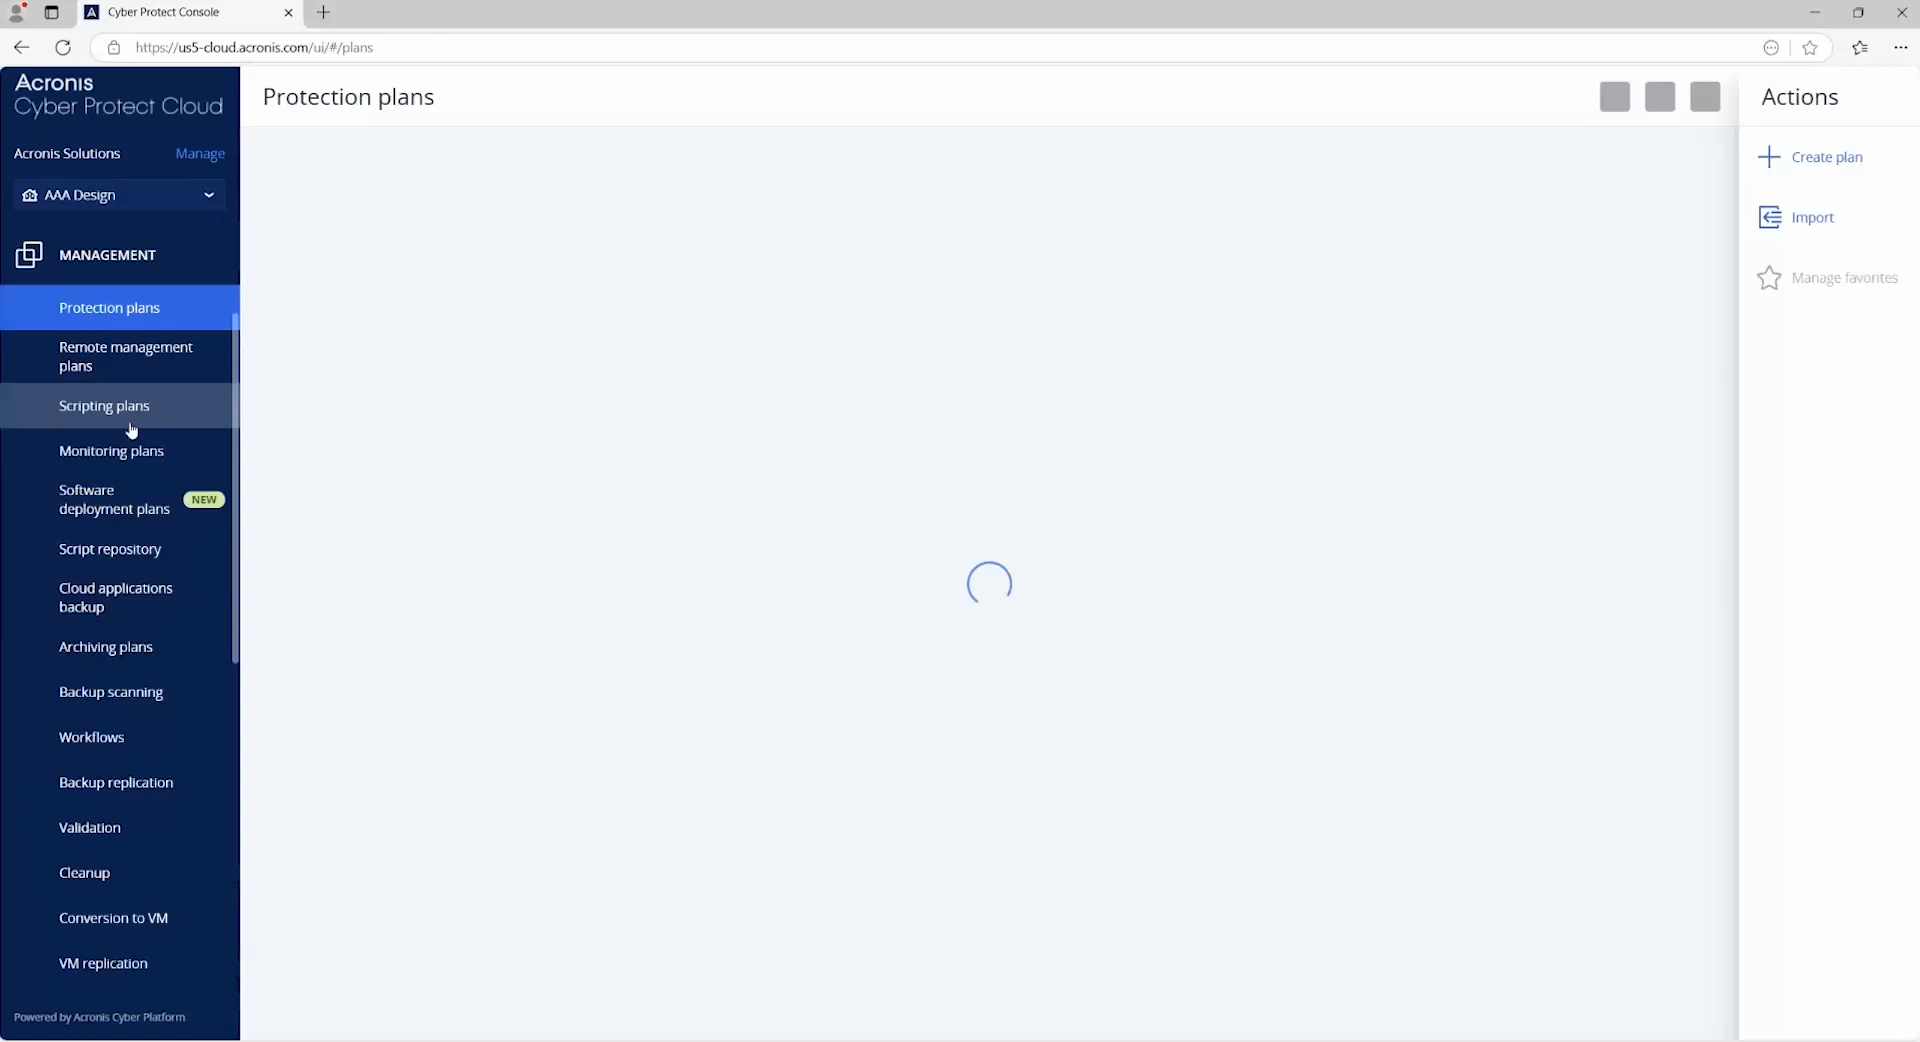 Cyber Protect Console
https://us5-cloud.acronis.com/ui/#/plans
Acronis
Cyber Protect Cloud
Acronis Solutions Manage
AAA Design
MANAGEMENT
Protection plans
Remote management
plans
Scripting plans
Monitoring plans
Software
deployment plans NEW
Script repository
Cloud applications
backup
Archiving plans
Backup scanning
Workflows
Backup replication
Validation
Cleanup
Conversion to VM
VM replication
Powered by Acronis Cyber Platform
Protection plans
Actions
Create plan
Import
Manage favorites